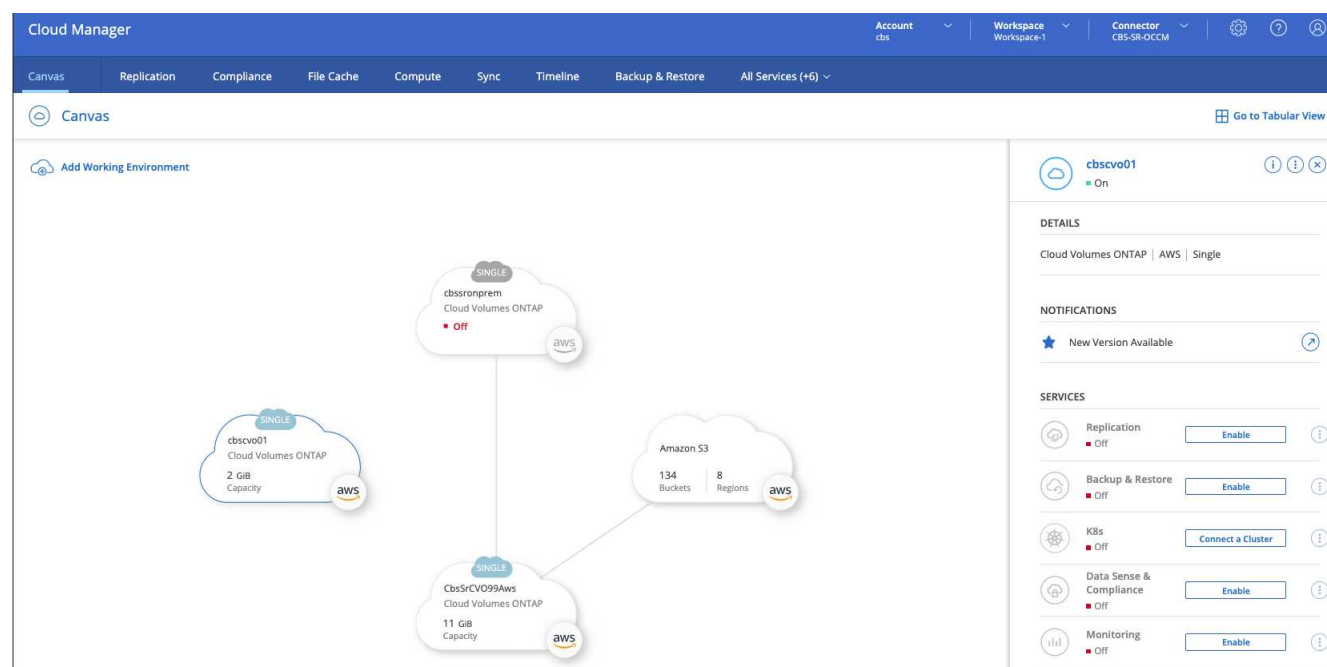 Cloud Manager
Account
cbs
Workspace
Workspace-1
Connector
CBS-SR-OCCM
Canvas
Replication
Compliance
File Cache
Compute
Sync
Timeline
Backup & Restore
All Services (+6)
Canvas
Go to Tabular View
Add Working Environment
SINGLE
cbssronprem
Cloud Volumes ONTAP
Off
aws
SINGLE
cbscvo01
Cloud Volumes ONTAP
2 GiB
Capacity
aws
Amazon S3
134
Buckets
8
Regions
aws
SINGLE
CbsSrCVO99Aws
Cloud Volumes ONTAP
11 GiB
Capacity
aws
cbscvo01
On
DETAILS
Cloud Volumes ONTAP | AWS | Single
NOTIFICATIONS
New Version Available
SERVICES
Replication
Off
Enable
Backup & Restore
Off
Enable
K8s
Off
Connect a Cluster
Data Sense &
Compliance
Off
Enable
Monitoring
Off
Enable